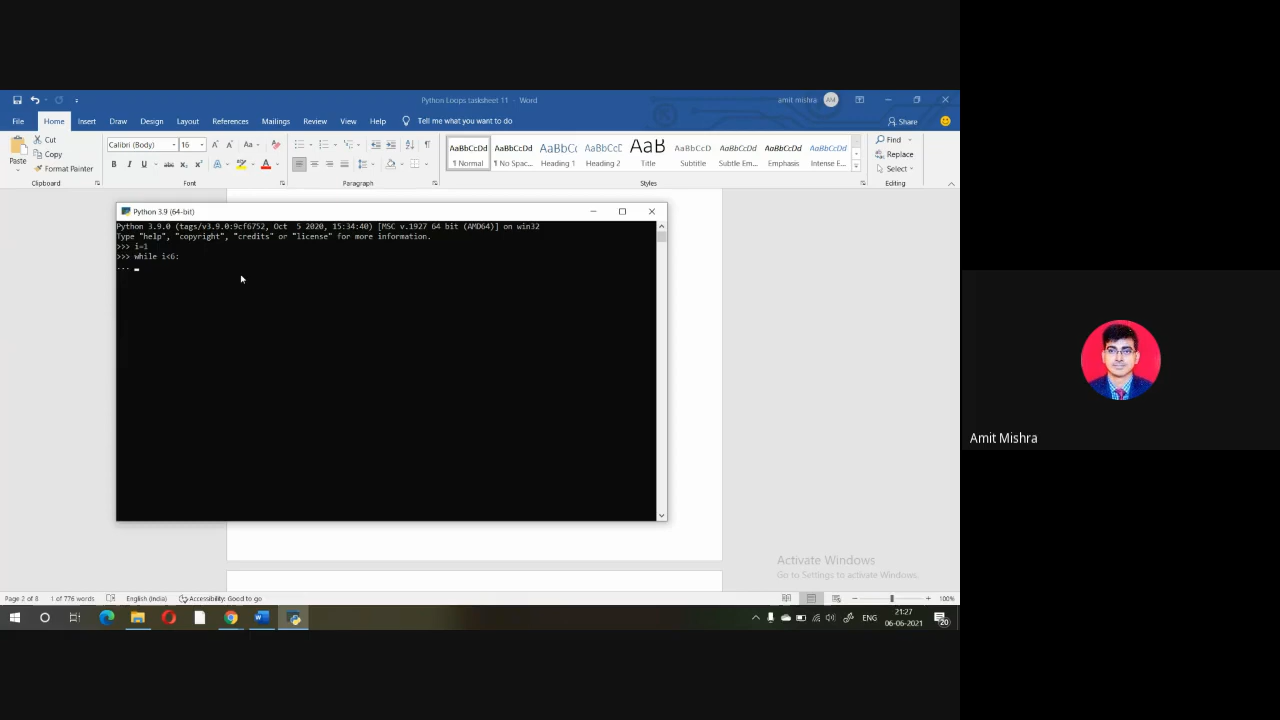 Python Loops tasksheet 11 - Word
amit mishra AM
File Home Insert Draw Design Layout References Mailings Review View Help Tell me what you want to do Share
Paste Cut Copy Format Painter
Calibri (Body) 16
AaBbCcDd AaBbCcDd AaBbCc AaBbCcD AaB AaBbCcD AaBbCcDd AaBbCcDd AaBbCcDd
¶ Normal ¶ No Spac... Heading 1 Heading 2 Title Subtitle Subtle Em... Emphasis Intense E...
Find Replace Select
Clipboard Font Paragraph Styles Editing
Python 3.9 (64-bit)
Python 3.9.0 (tags/v3.9.0:9cf6752, Oct 5 2020, 15:34:40) [MSC v.1927 64 bit (AMD64)] on win32
Type "help", "copyright", "credits" or "license" for more information.
>>> i=1
>>> while i<6:
...
Amit Mishra
Activate Windows
Go to Settings to activate Windows.
Page 2 of 8 1 of 776 words English (India) Accessibility: Good to go 100%
ENG 21:27
06-06-2021 20